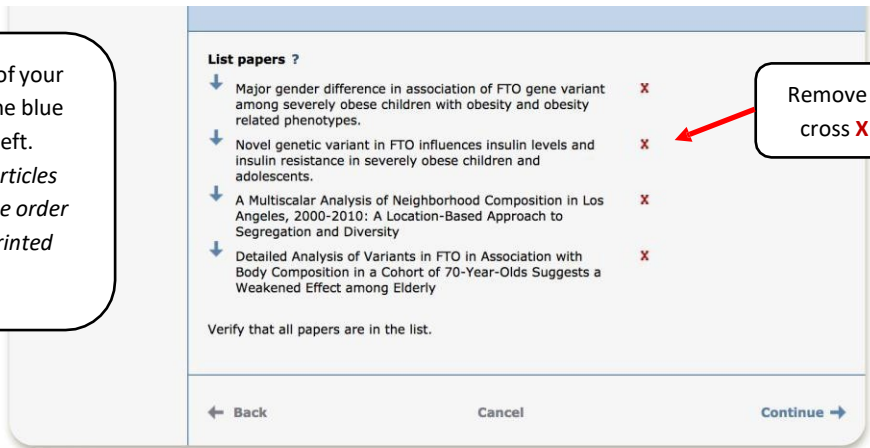 of your
he blue
eft.
rticles
e order
rinted
List papers ?
Major gender difference in association of FTO gene variant X
among severely obese children with obesity and obesity
related phenotypes.
Novel genetic variant in FTO influences insulin levels and X
insulin resistance in severely obese children and
adolescents.
A Multiscalar Analysis of Neighborhood Composition in Los X
Angeles, 2000-2010: A Location-Based Approach to
Segregation and Diversity
Detailed Analysis of Variants in FTO in Association with X
Body Composition in a Cohort of 70-Year-Olds Suggests a
Weakened Effect among Elderly
Verify that all papers are in the list.
Remove
cross X
Back Cancel Continue